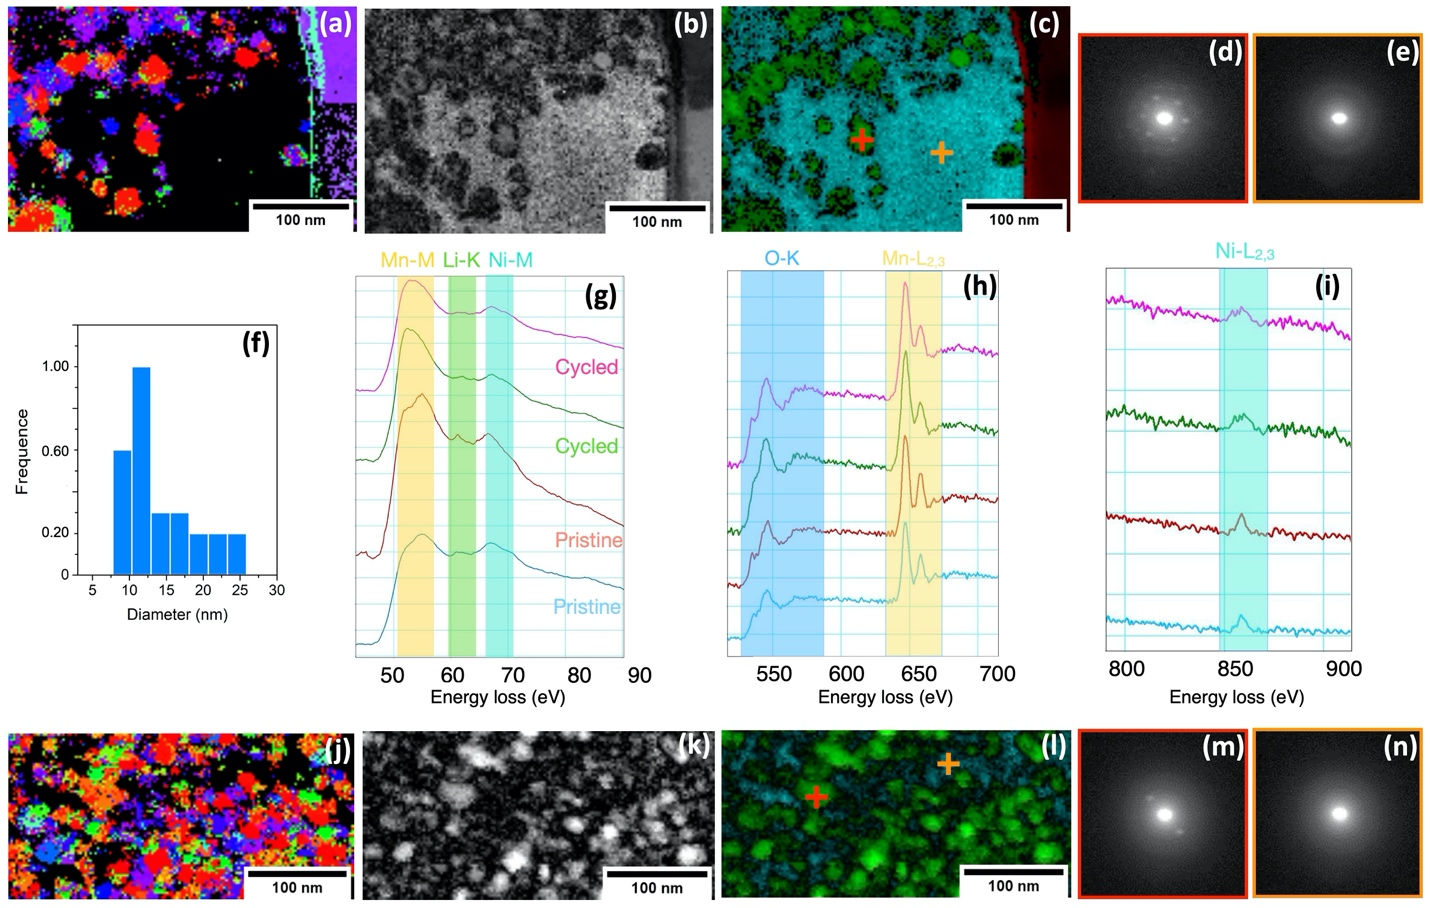 (a) (b) (c) (d) (e)
100 nm 100 nm 100 nm
Mn-M Li-K Ni-M
O-K Mn-L2,3
Ni-L2,3
(f) (g) (h) (i)
1.00
0.60
0.20
0
Frequence
5 10 15 20 25 30
Diameter (nm)
Cycled
Cycled
Pristine
Pristine
50 60 70 80 90
Energy loss (eV)
550 600 650 700
Energy loss (eV)
800 850 900
Energy loss (eV)
(j) (k) (l) (m) (n)
100 nm 100 nm 100 nm